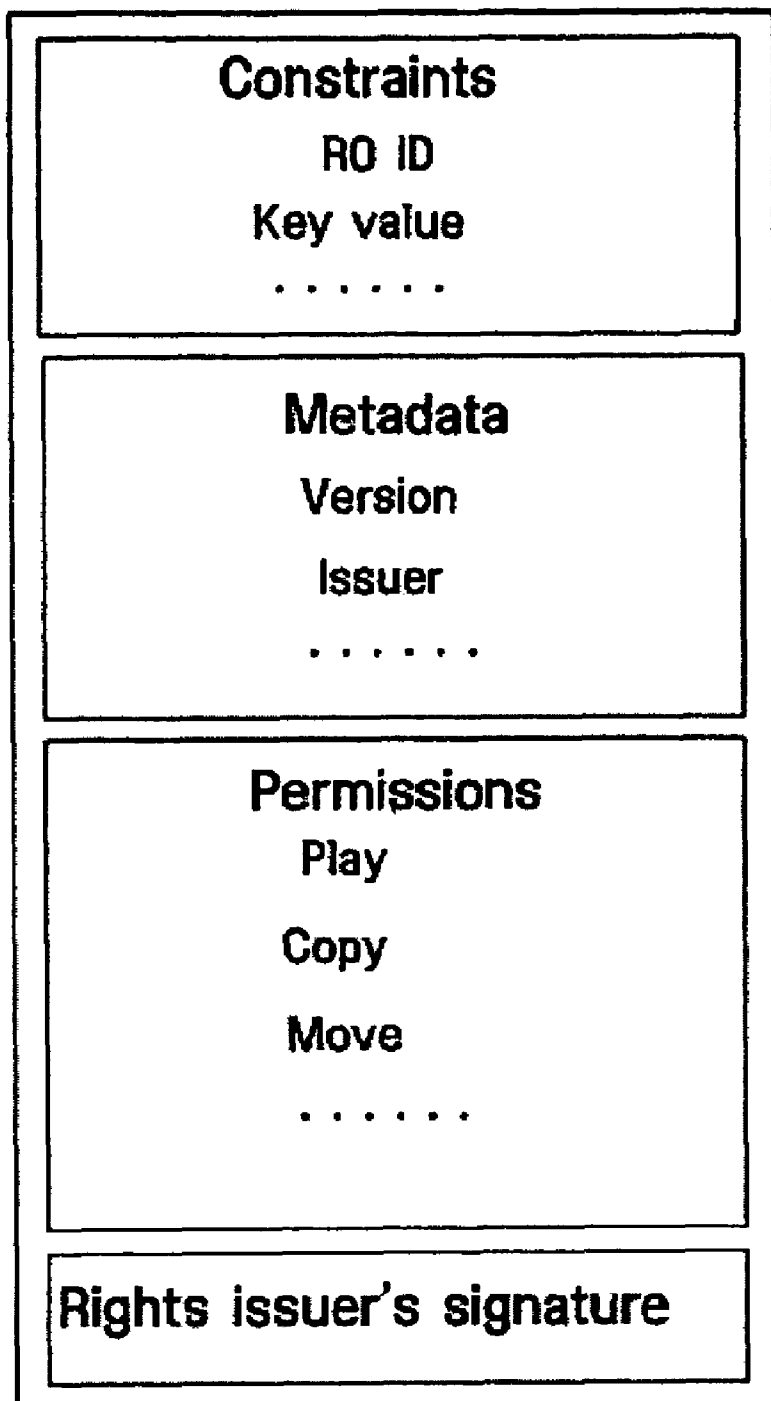 Constraints
RO ID
Key value
. . . . . .
Metadata
Version
Issuer
. . . . . .
Permissions
Play
Copy
Move
. . . . . .
Rights issuer's signature